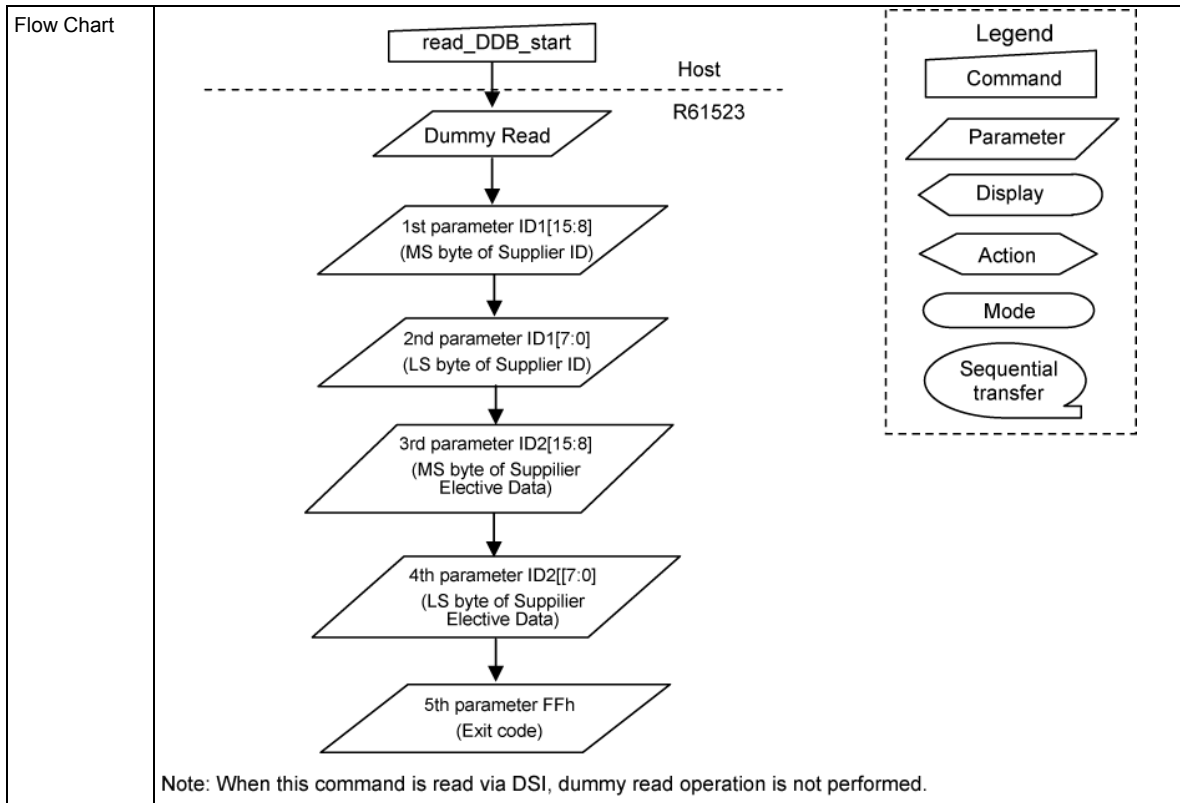 Flow Chart
read_DDB_start
Host
R61523
Dummy Read
1st parameter ID1[15:8]
(MS byte of Supplier ID)
2nd parameter ID1[7:0]
(LS byte of Supplier ID)
3rd parameter ID2[15:8]
(MS byte of Suppilier
Elective Data)
4th parameter ID2[[7:0]
(LS byte of Suppilier
Elective Data)
5th parameter FFh
(Exit code)
Legend
Command
Parameter
Display
Action
Mode
Sequential
transfer
Note: When this command is read via DSI, dummy read operation is not performed.